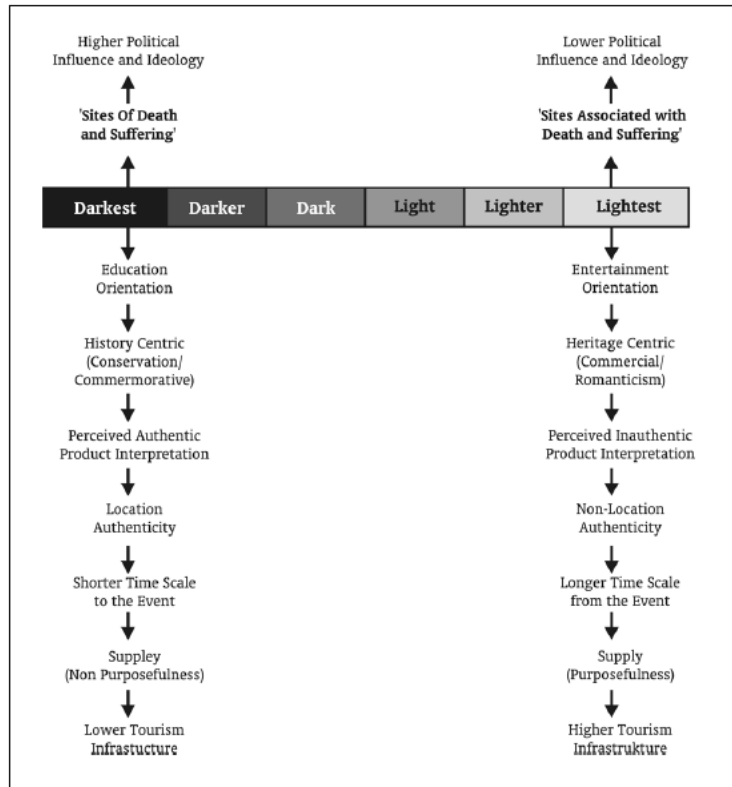 Higher Political
Influence and Ideology
Lower Political
Influence and Ideology
'Sites Of Death
and Suffering'
'Sites Associated with
Death and Suffering'
Darkest Darker Dark Light Lighter Lightest
Education
Orientation
Entertainment
Orientation
History Centric
(Conservation/
Commermorative)
Heritage Centric
(Commercial/
Romanticism)
Perceived Authentic
Product Interpretation
Perceived Inauthentic
Product Interpretation
Location
Authenticity
Non-Location
Authenticity
Shorter Time Scale
to the Event
Longer Time Scale
from the Event
Suppley
(Non Purposefulness)
Supply
(Purposefulness)
Lower Tourism
Infrastucture
Higher Tourism
Infrastrukture